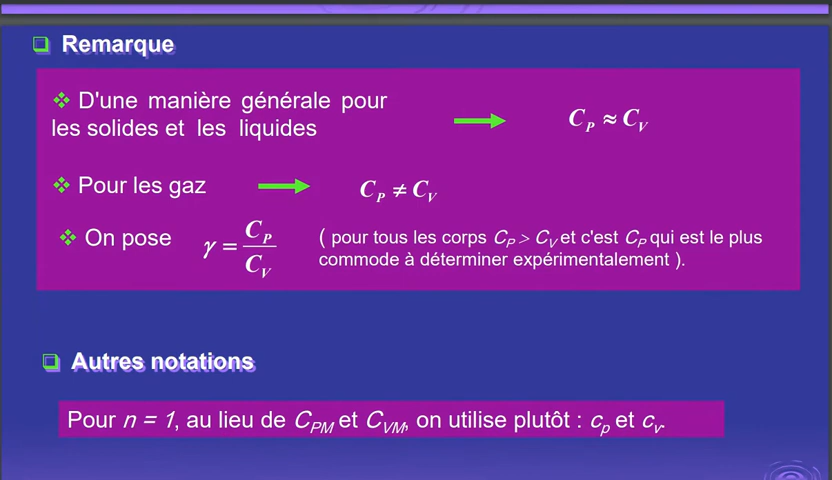 Remarque
D'une manière générale pour
les solides et les liquides
C_P ≈ C_V
Pour les gaz
C_P ≠ C_V
On pose γ = C_P / C_V
( pour tous les corps C_P > C_V et c'est C_P qui est le plus
commode à déterminer expérimentalement ).
Autres notations
Pour n = 1, au lieu de C_PM et C_VM, on utilise plutôt : c_p et c_v.